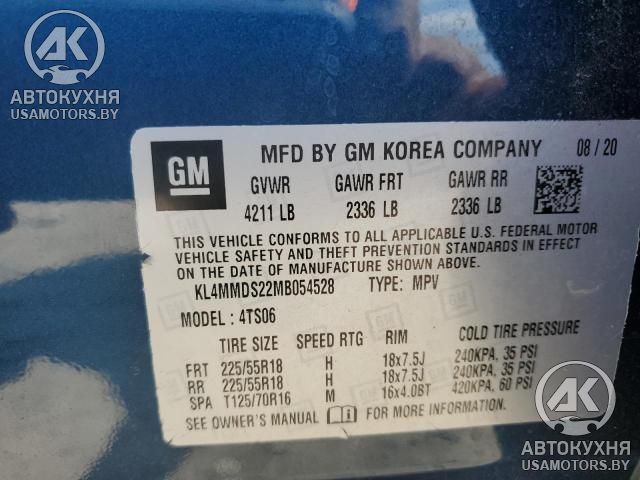 АК
АВТОКУХНЯ
USAMOTORS.BY
GM
MFD BY GM KOREA COMPANY 08 / 20
GVWR GAWR FRT GAWR RR
4211 LB 2336 LB 2336 LB
THIS VEHICLE CONFORMS TO ALL APPLICABLE U.S. FEDERAL MOTOR
VEHICLE SAFETY AND THEFT PREVENTION STANDARDS IN EFFECT
ON THE DATE OF MANUFACTURE SHOWN ABOVE.
KL4MMDS22MB054528 TYPE: MPV
MODEL : 4TS06
TIRE SIZE SPEED RTG RIM COLD TIRE PRESSURE
FRT 225/55R18 H 18x7.5J 240KPA, 35 PSI
RR 225/55R18 H 18x7.5J 240KPA, 35 PSI
SPA T125/70R16 M 16x4.0BT 420KPA, 60 PSI
SEE OWNER'S MANUAL FOR MORE INFORMATION
АК
АВТОКУХНЯ
USAMOTORS.BY